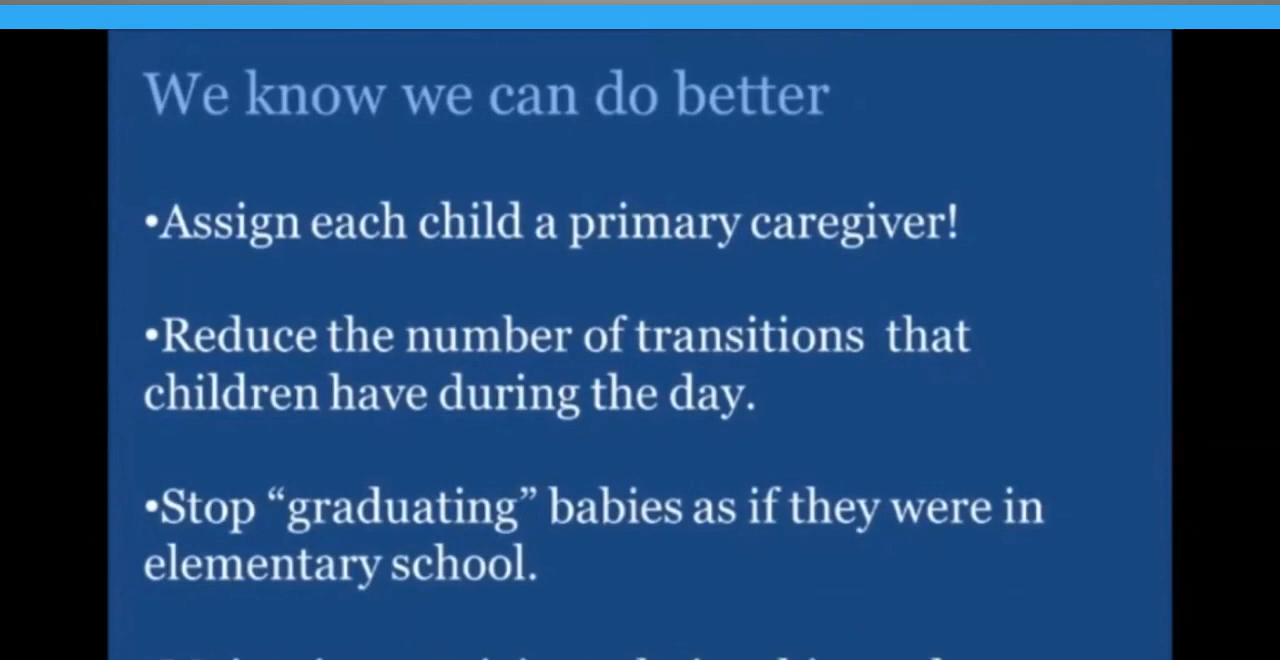 We know we can do better
•Assign each child a primary caregiver!
•Reduce the number of transitions that
children have during the day.
•Stop “graduating” babies as if they were in
elementary school.